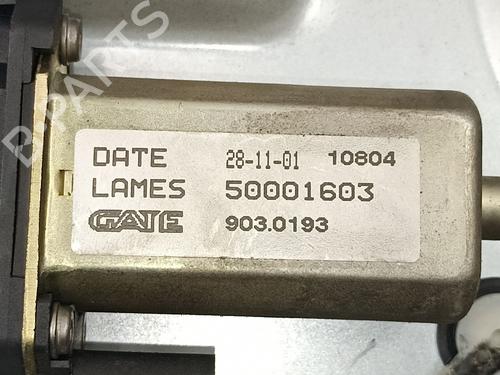 DATE 28-11-01 10804
LAMES 50001603
GATE 903.0193
B-PARTS